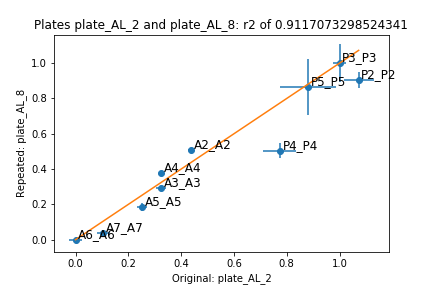 Plates plate_AL_2 and plate_AL_8: r2 of 0.9117073298524341
P3_P3
P5_P5
P2_P2
A2_A2
P4_P4
A4_A4
A3_A3
A5_A5
A7_A7
A6_A6
1.0
0.8
0.6
0.4
0.2
0.0
Repeated: plate_AL_8
0.0 0.2 0.4 0.6 0.8 1.0
Original: plate_AL_2